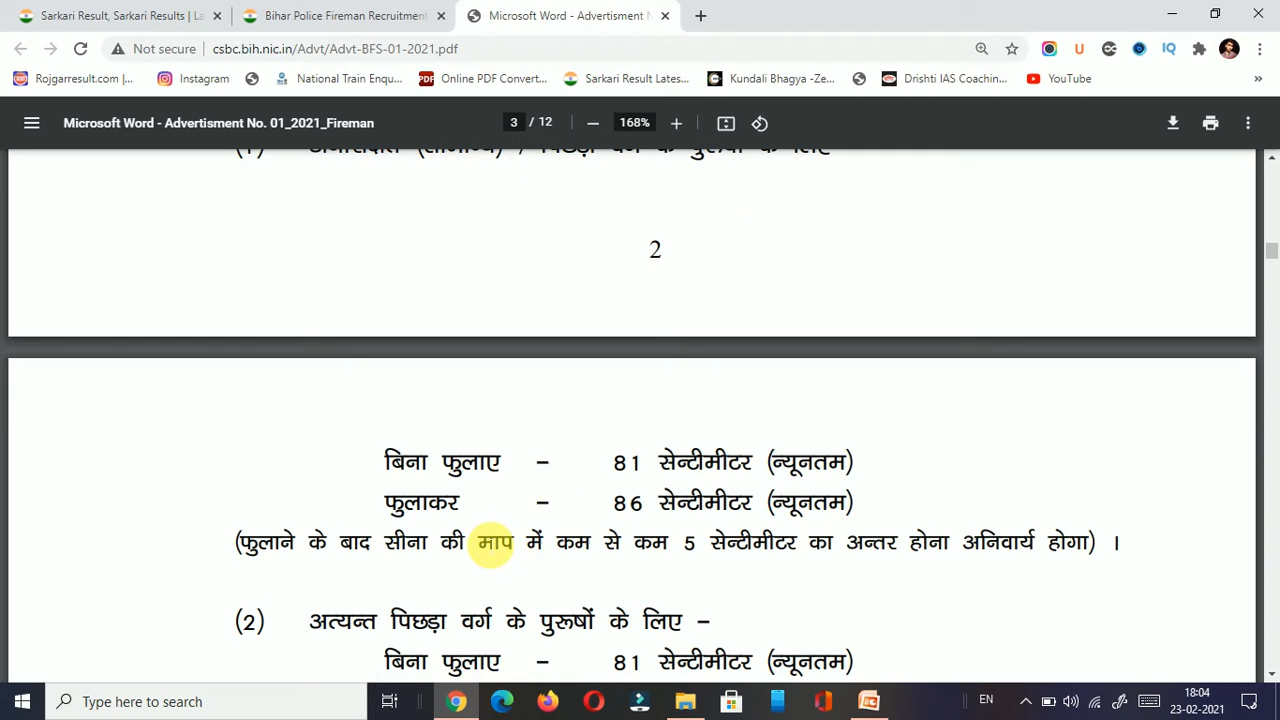 Sarkari Result, Sarkari Results | La
Bihar Police Fireman Recruitment
Microsoft Word - Advertisment N
Not secure
csbc.bih.nic.in/Advt/Advt-BFS-01-2021.pdf
Rojgarresult.com |...
Instagram
National Train Enqu...
PDF
Online PDF Convert...
Sarkari Result Lates...
Kundali Bhagya -Ze...
Drishti IAS Coachin...
YouTube
»
Microsoft Word - Advertisment No. 01_2021_Fireman
3 / 12
168%
2
बिना फुलाए – 81 सेन्टीमीटर (न्यूनतम)
फुलाकर – 86 सेन्टीमीटर (न्यूनतम)
(फुलाने के बाद सीना की माप में कम से कम 5 सेन्टीमीटर का अन्तर होना अनिवार्य होगा) ।
(2) अत्यन्त पिछड़ा वर्ग के पुरूषों के लिए –
बिना फुलाए – 81 सेन्टीमीटर (न्यूनतम)
Type here to search
EN
18:04
23-02-2021